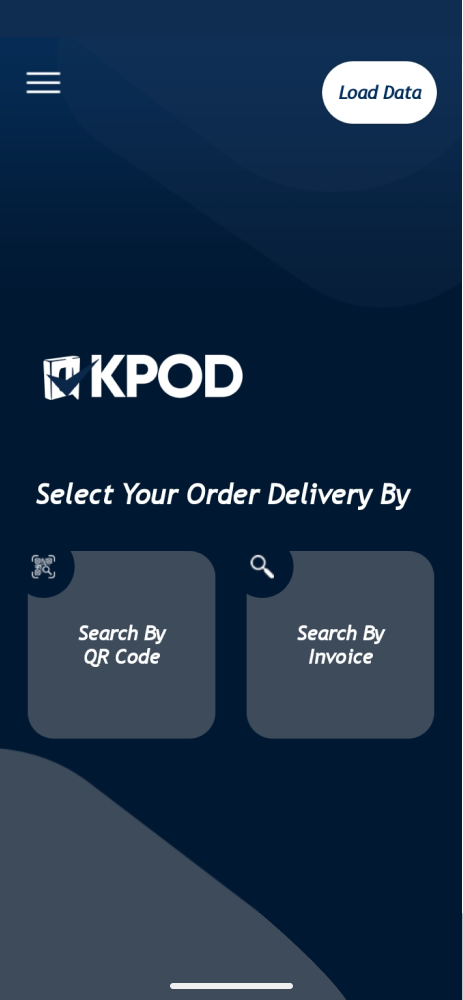 Load Data
KPOD
Select Your Order Delivery By
Search By
QR Code
Search By
Invoice